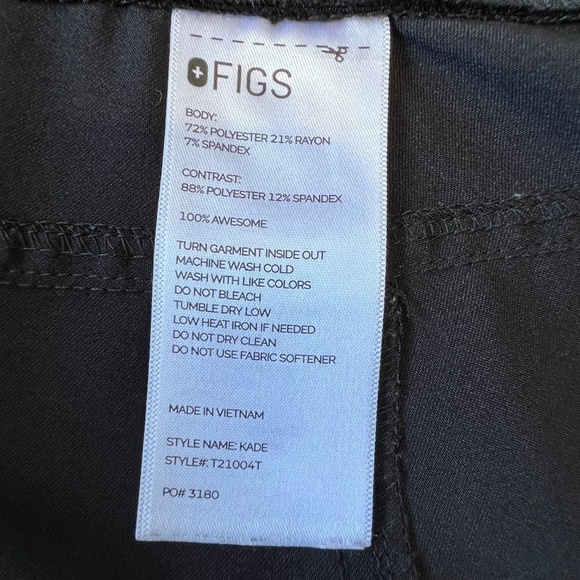 FIGS
BODY:
72% POLYESTER 21% RAYON
7% SPANDEX
CONTRAST:
88% POLYESTER 12% SPANDEX
100% AWESOME
TURN GARMENT INSIDE OUT
MACHINE WASH COLD
WASH WITH LIKE COLORS
DO NOT BLEACH
TUMBLE DRY LOW
LOW HEAT IRON IF NEEDED
DO NOT DRY CLEAN
DO NOT USE FABRIC SOFTENER
MADE IN VIETNAM
STYLE NAME: KADE
STYLE#: T21004T
PO# 3180